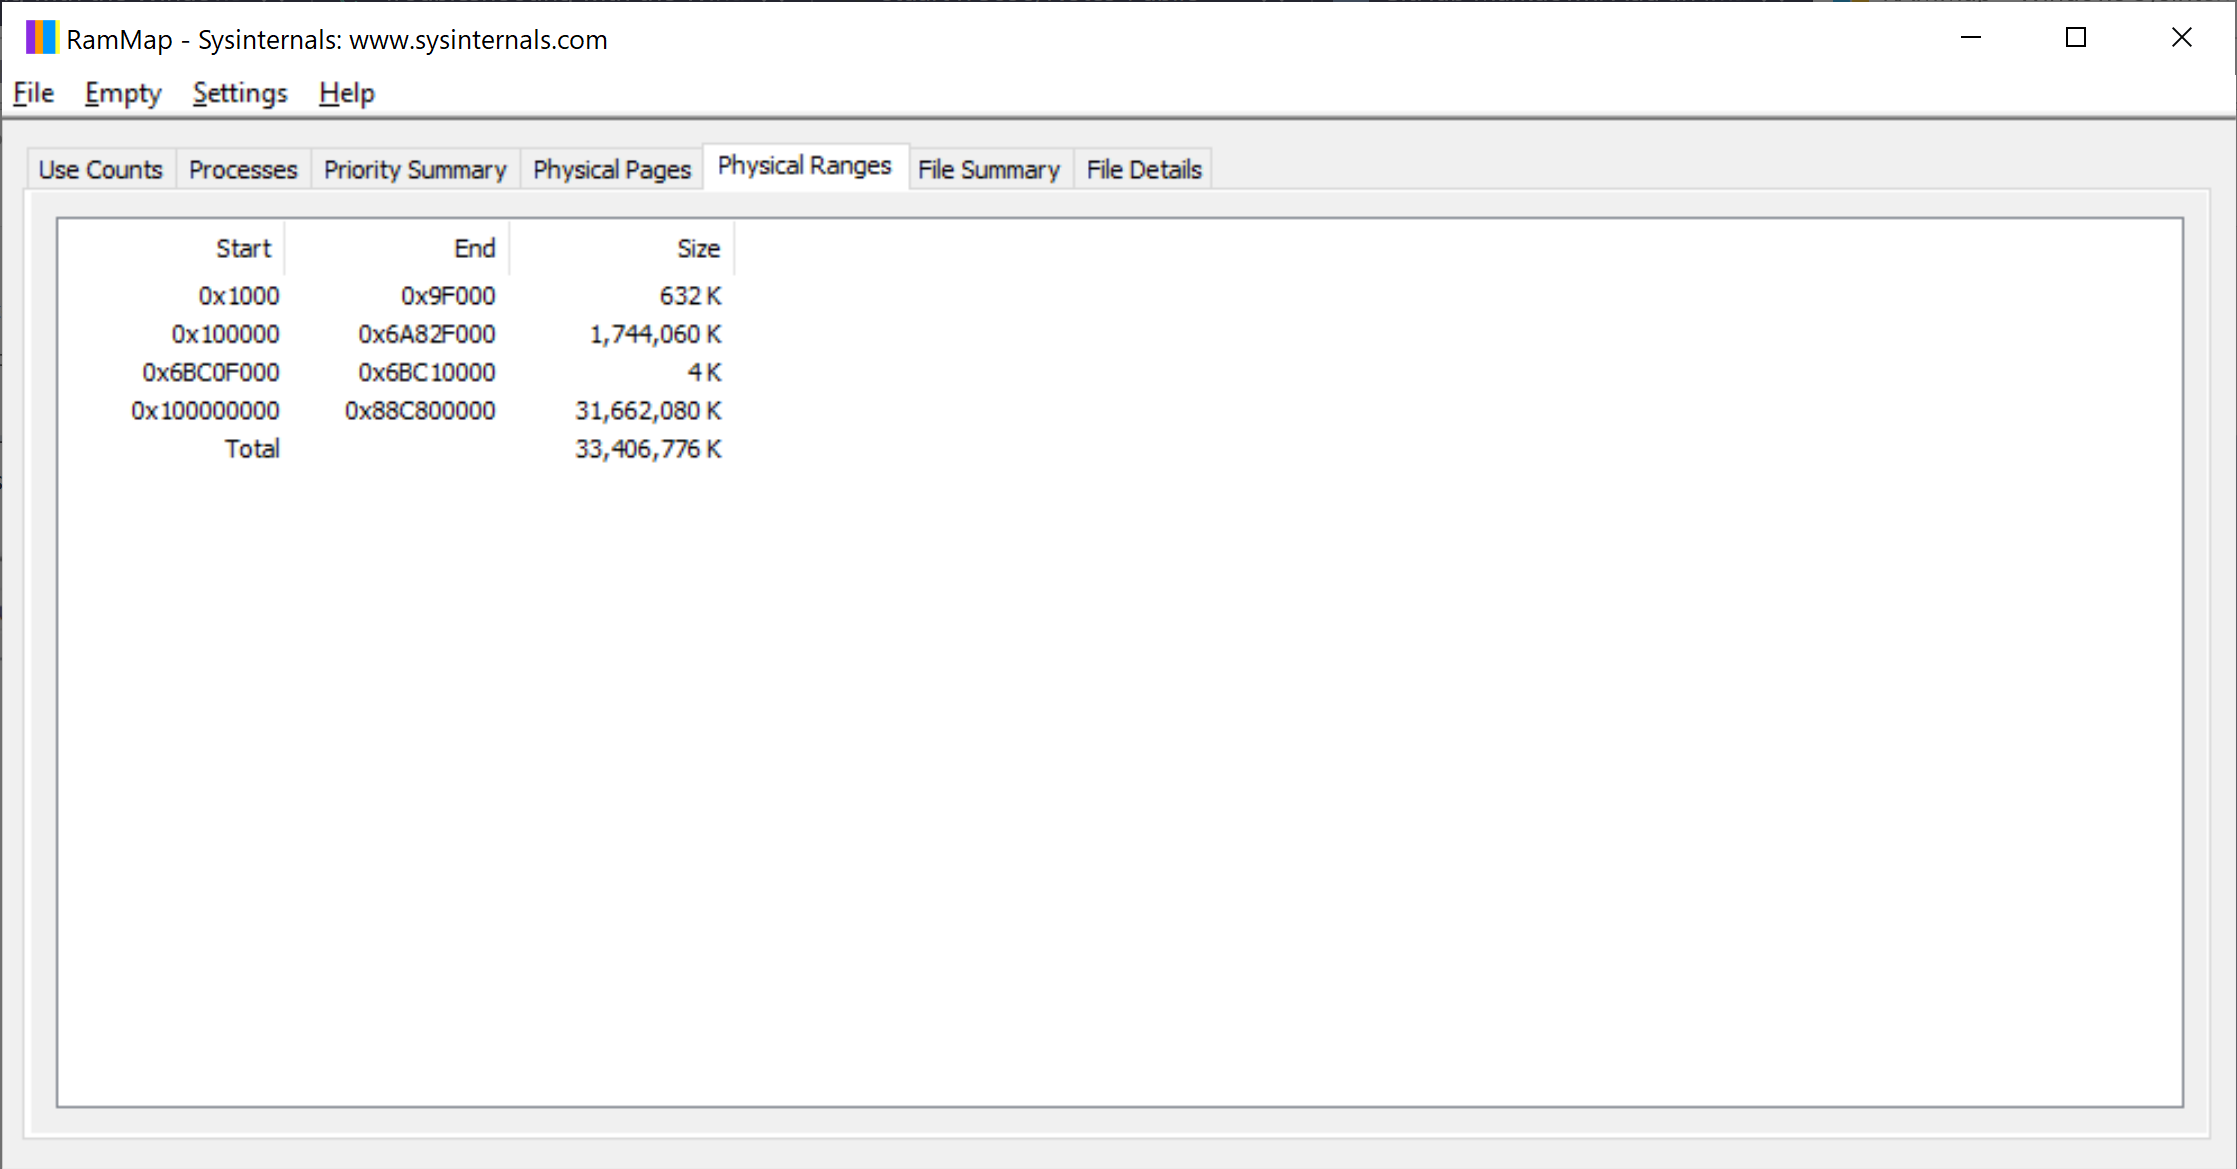 RamMap - Sysinternals: www.sysinternals.com
File Empty Settings Help
Use Counts Processes Priority Summary Physical Pages Physical Ranges File Summary File Details
Start End Size
0x1000 0x9F000 632 K
0x100000 0x6A82F000 1,744,060 K
0x6BC0F000 0x6BC10000 4 K
0x100000000 0x88C800000 31,662,080 K
Total 33,406,776 K